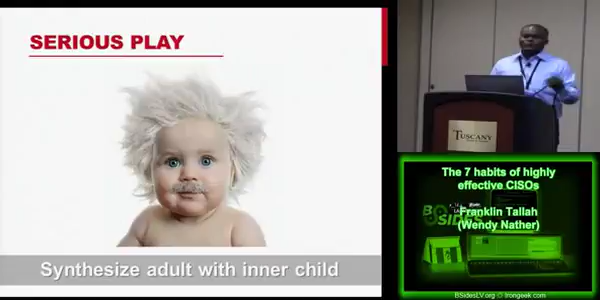 SERIOUS PLAY
Synthesize adult with inner child
TUSCANY
The 7 habits of highly
effective CISOs
Franklin Tallah
(Wendy Nather)
BSidesLV.org @ Irongeek.com